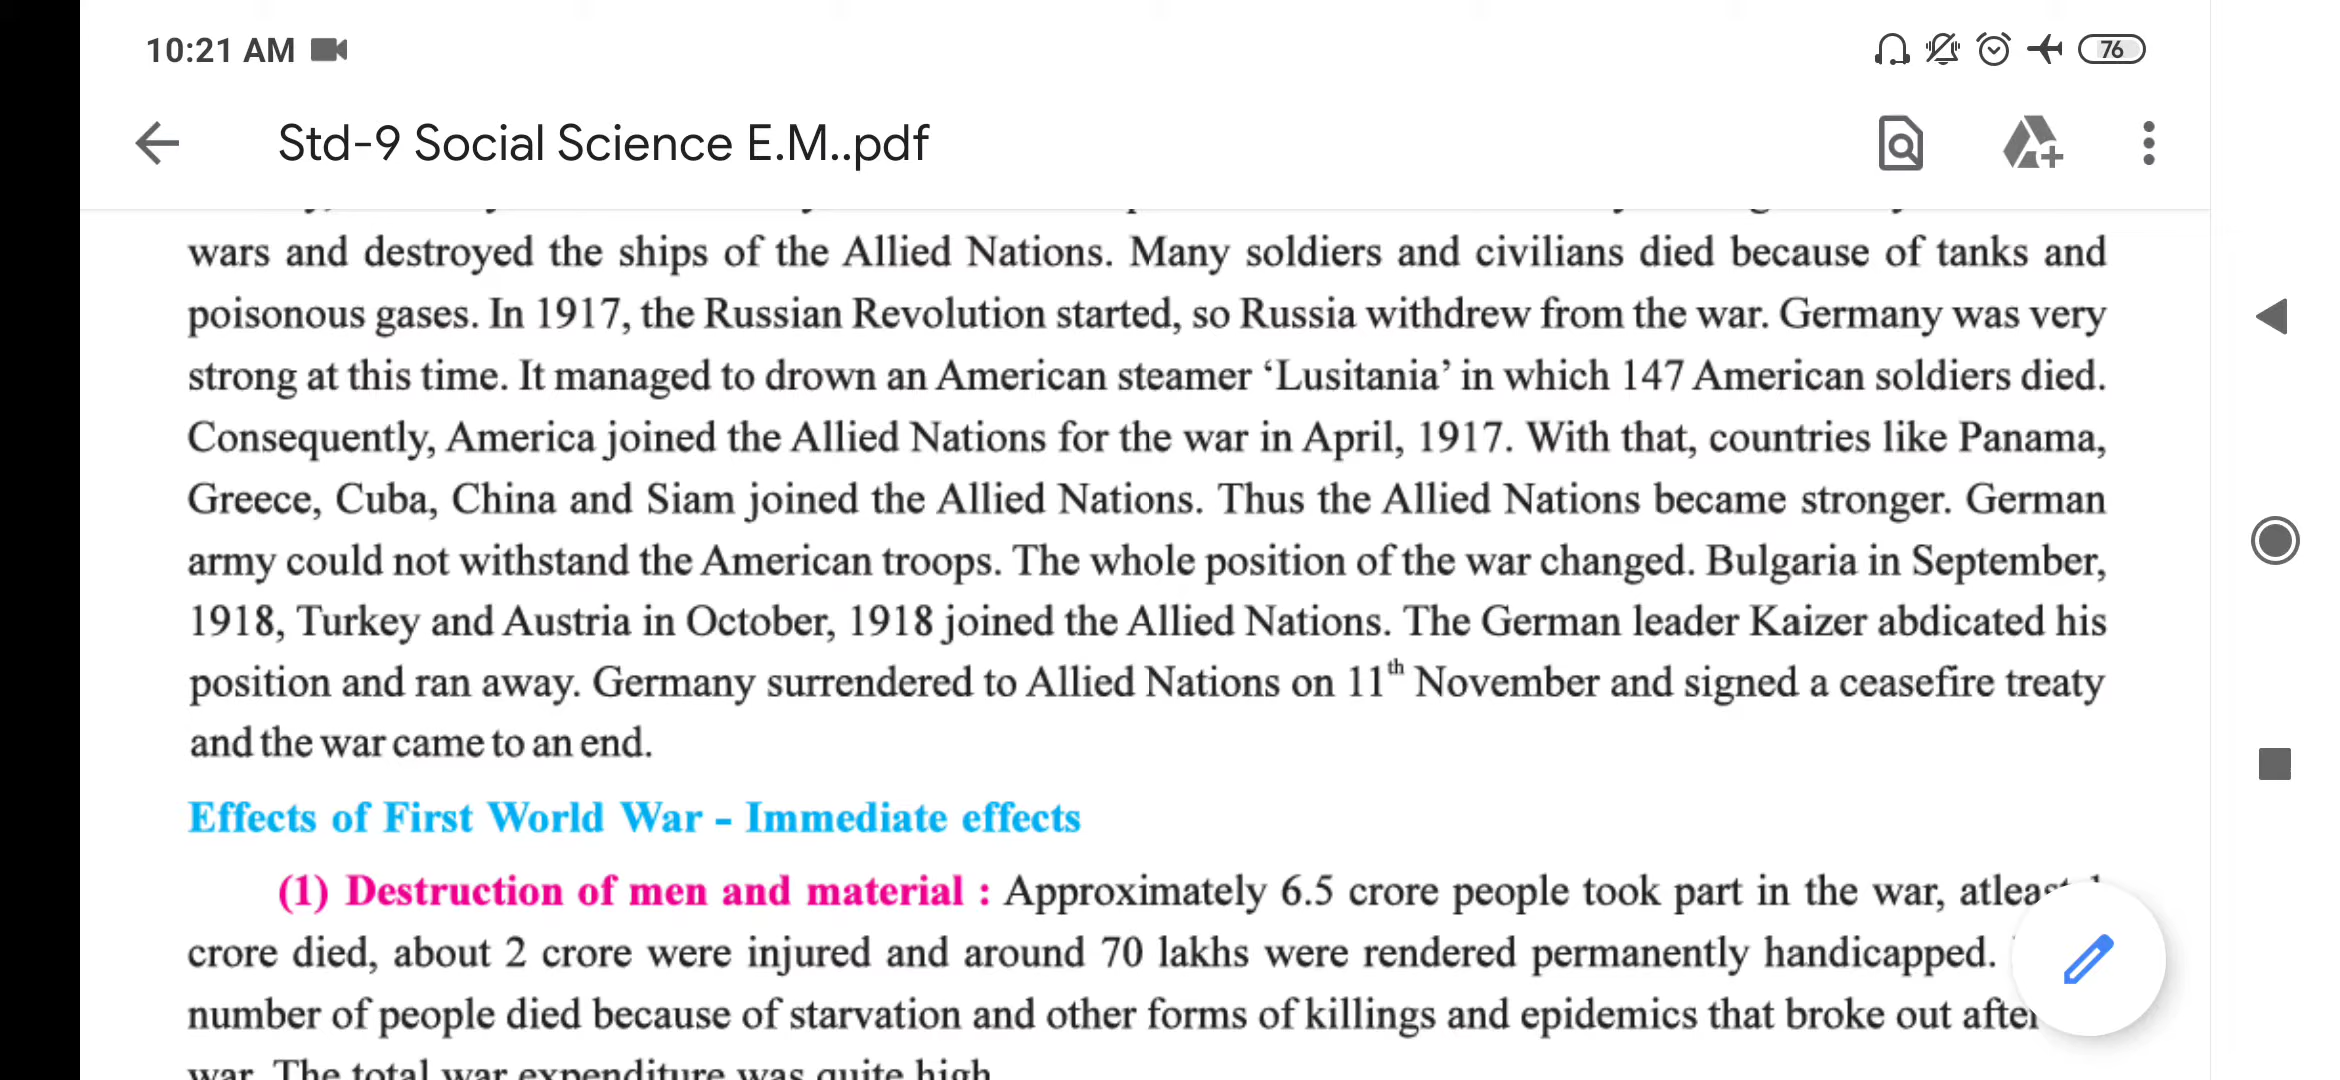 10:21 AM
76
Std-9 Social Science E.M..pdf
wars and destroyed the ships of the Allied Nations. Many soldiers and civilians died because of tanks and
poisonous gases. In 1917, the Russian Revolution started, so Russia withdrew from the war. Germany was very
strong at this time. It managed to drown an American steamer ‘Lusitania’ in which 147 American soldiers died.
Consequently, America joined the Allied Nations for the war in April, 1917. With that, countries like Panama,
Greece, Cuba, China and Siam joined the Allied Nations. Thus the Allied Nations became stronger. German
army could not withstand the American troops. The whole position of the war changed. Bulgaria in September,
1918, Turkey and Austria in October, 1918 joined the Allied Nations. The German leader Kaizer abdicated his
position and ran away. Germany surrendered to Allied Nations on 11th November and signed a ceasefire treaty
and the war came to an end.
Effects of First World War - Immediate effects
(1) Destruction of men and material : Approximately 6.5 crore people took part in the war,
crore died, about 2 crore were injured and around 70 lakhs were rendered permanently handicapped.
number of people died because of starvation and other forms of killings and epidemics that broke out after
war. The total war expenditure was quite high